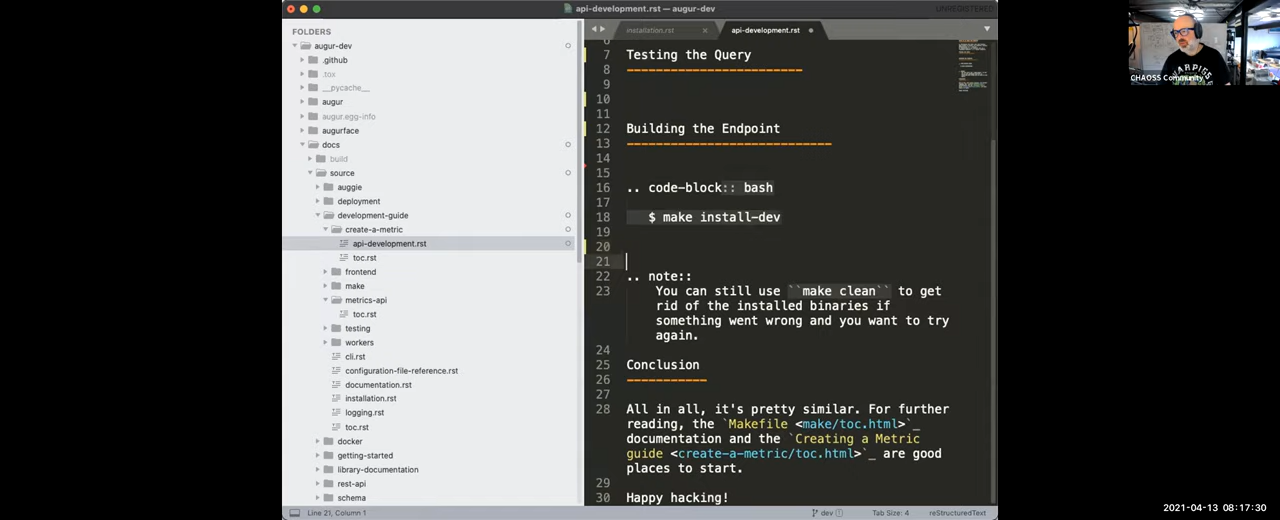 api-development.rst — augur-dev
UNREGISTERED
FOLDERS
augur-dev
.github
.tox
__pycache__
augur
augur.egg-info
augurface
docs
build
source
auggie
deployment
development-guide
create-a-metric
api-development.rst
toc.rst
frontend
make
metrics-api
toc.rst
testing
workers
cli.rst
configuration-file-reference.rst
documentation.rst
installation.rst
logging.rst
toc.rst
docker
getting-started
library-documentation
rest-api
schema
installation.rst
api-development.rst
6
7 Testing the Query
8 ------------------------
9
10
11
12 Building the Endpoint
13 ----------------------------
14
15
16 .. code-block:: bash
17
18 $ make install-dev
19
20
21
22 .. note::
23 You can still use ``make clean`` to get
rid of the installed binaries if
something went wrong and you want to try
again.
24
25 Conclusion
26 -----------
27
28 All in all, it's pretty similar. For further
reading, the `Makefile <make/toc.html>`_
documentation and the `Creating a Metric
guide <create-a-metric/toc.html>`_ are good
places to start.
29
30 Happy hacking!
Line 21, Column 1
dev 1
Tab Size: 4
reStructuredText
CHAOSS Community
2021-04-13 08:17:30